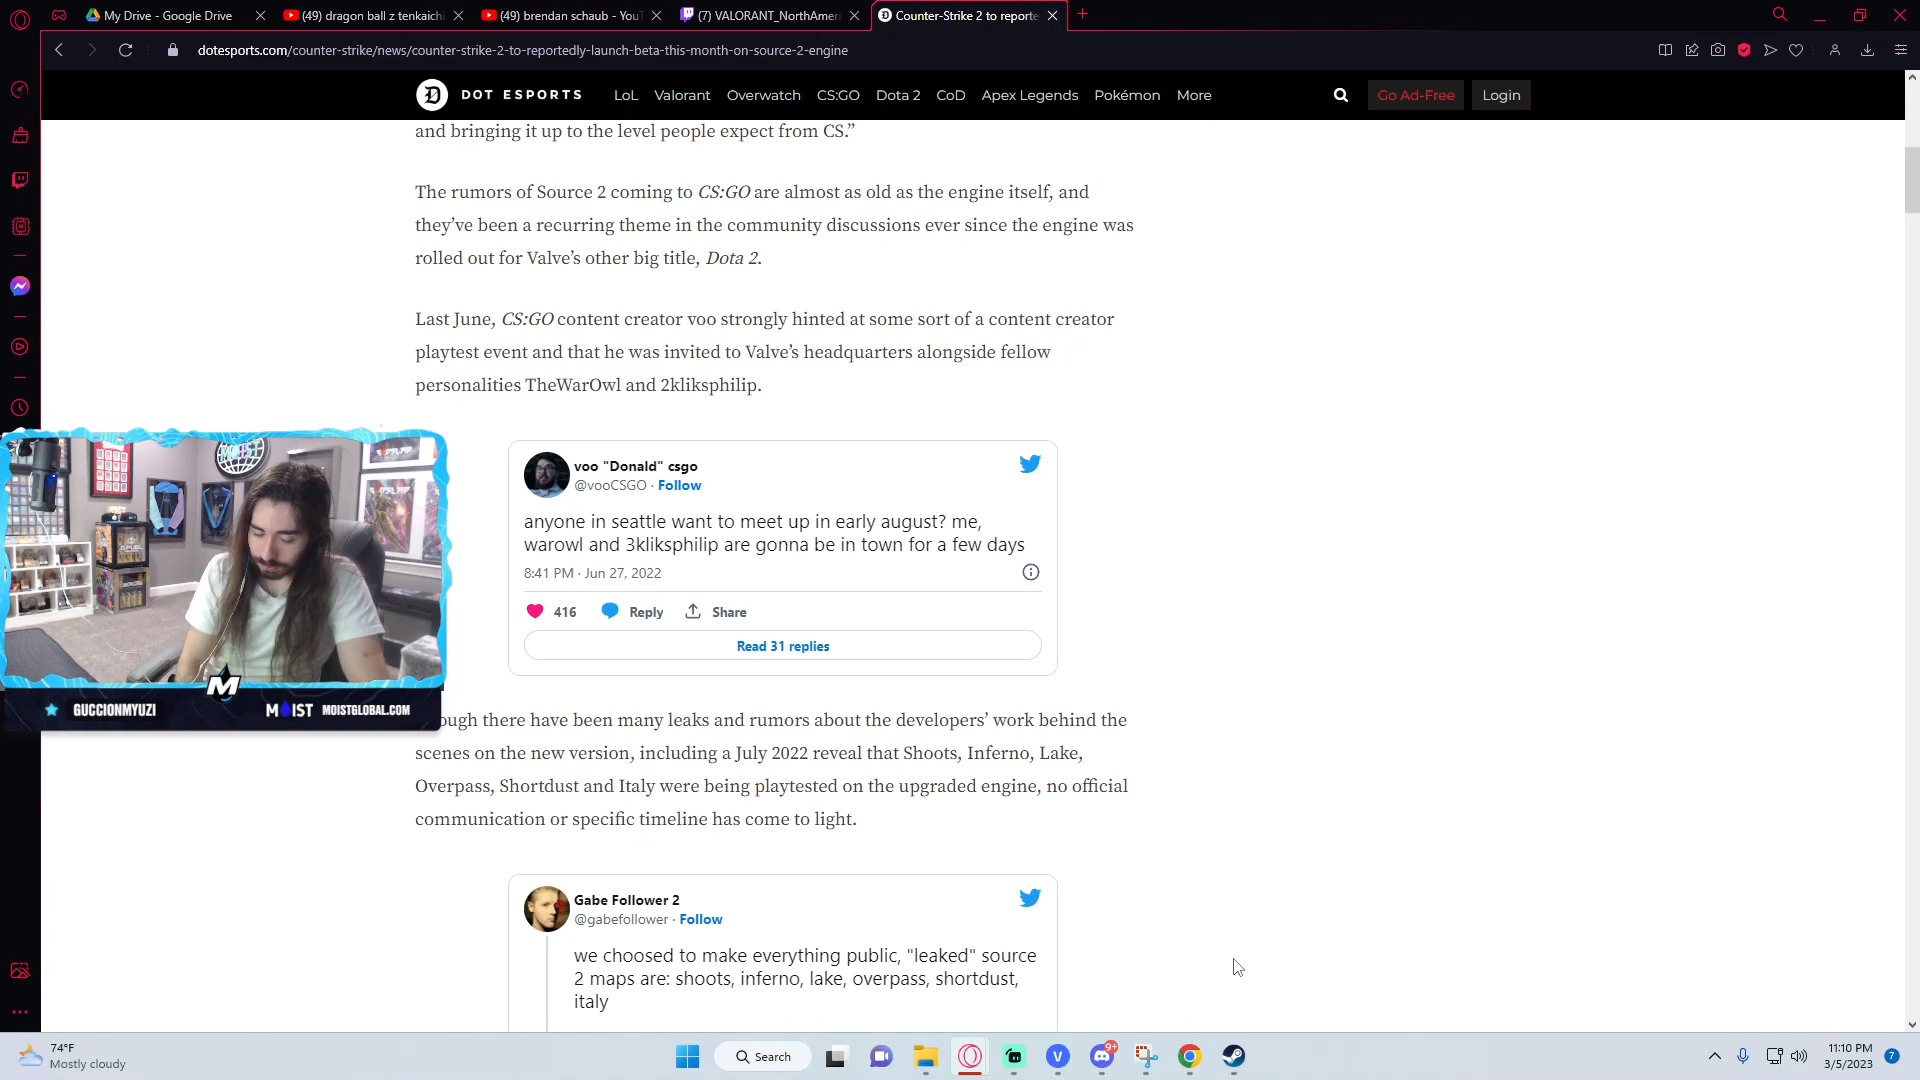 My Drive - Google Drive
(49) dragon ball z tenkaichi
(49) brendan schaub - YouT
(7) VALORANT_NorthAmeri
Counter-Strike 2 to reporte
dotesports.com/counter-strike/news/counter-strike-2-to-reportedly-launch-beta-this-month-on-source-2-engine
DOT ESPORTS
LoL
Valorant
Overwatch
CS:GO
Dota 2
CoD
Apex Legends
Pokémon
More
Go Ad-Free
Login
and bringing it up to the level people expect from CS.”
The rumors of Source 2 coming to CS:GO are almost as old as the engine itself, and
they’ve been a recurring theme in the community discussions ever since the engine was
rolled out for Valve’s other big title, Dota 2.
Last June, CS:GO content creator voo strongly hinted at some sort of a content creator
playtest event and that he was invited to Valve’s headquarters alongside fellow
personalities TheWarOwl and 2kliksphilip.
voo "Donald" csgo
@vooCSGO · Follow
anyone in seattle want to meet up in early august? me,
warowl and 3kliksphilip are gonna be in town for a few days
8:41 PM · Jun 27, 2022
416
Reply
Share
Read 31 replies
MOIST
M
GUCCIONMYUZI
MOIST
MOISTGLOBAL.COM
ough there have been many leaks and rumors about the developers’ work behind the
scenes on the new version, including a July 2022 reveal that Shoots, Inferno, Lake,
Overpass, Shortdust and Italy were being playtested on the upgraded engine, no official
communication or specific timeline has come to light.
Gabe Follower 2
@gabefollower · Follow
we choosed to make everything public, "leaked" source
2 maps are: shoots, inferno, lake, overpass, shortdust,
italy
74°F
Mostly cloudy
Search
9+
11:10 PM
3/5/2023
7